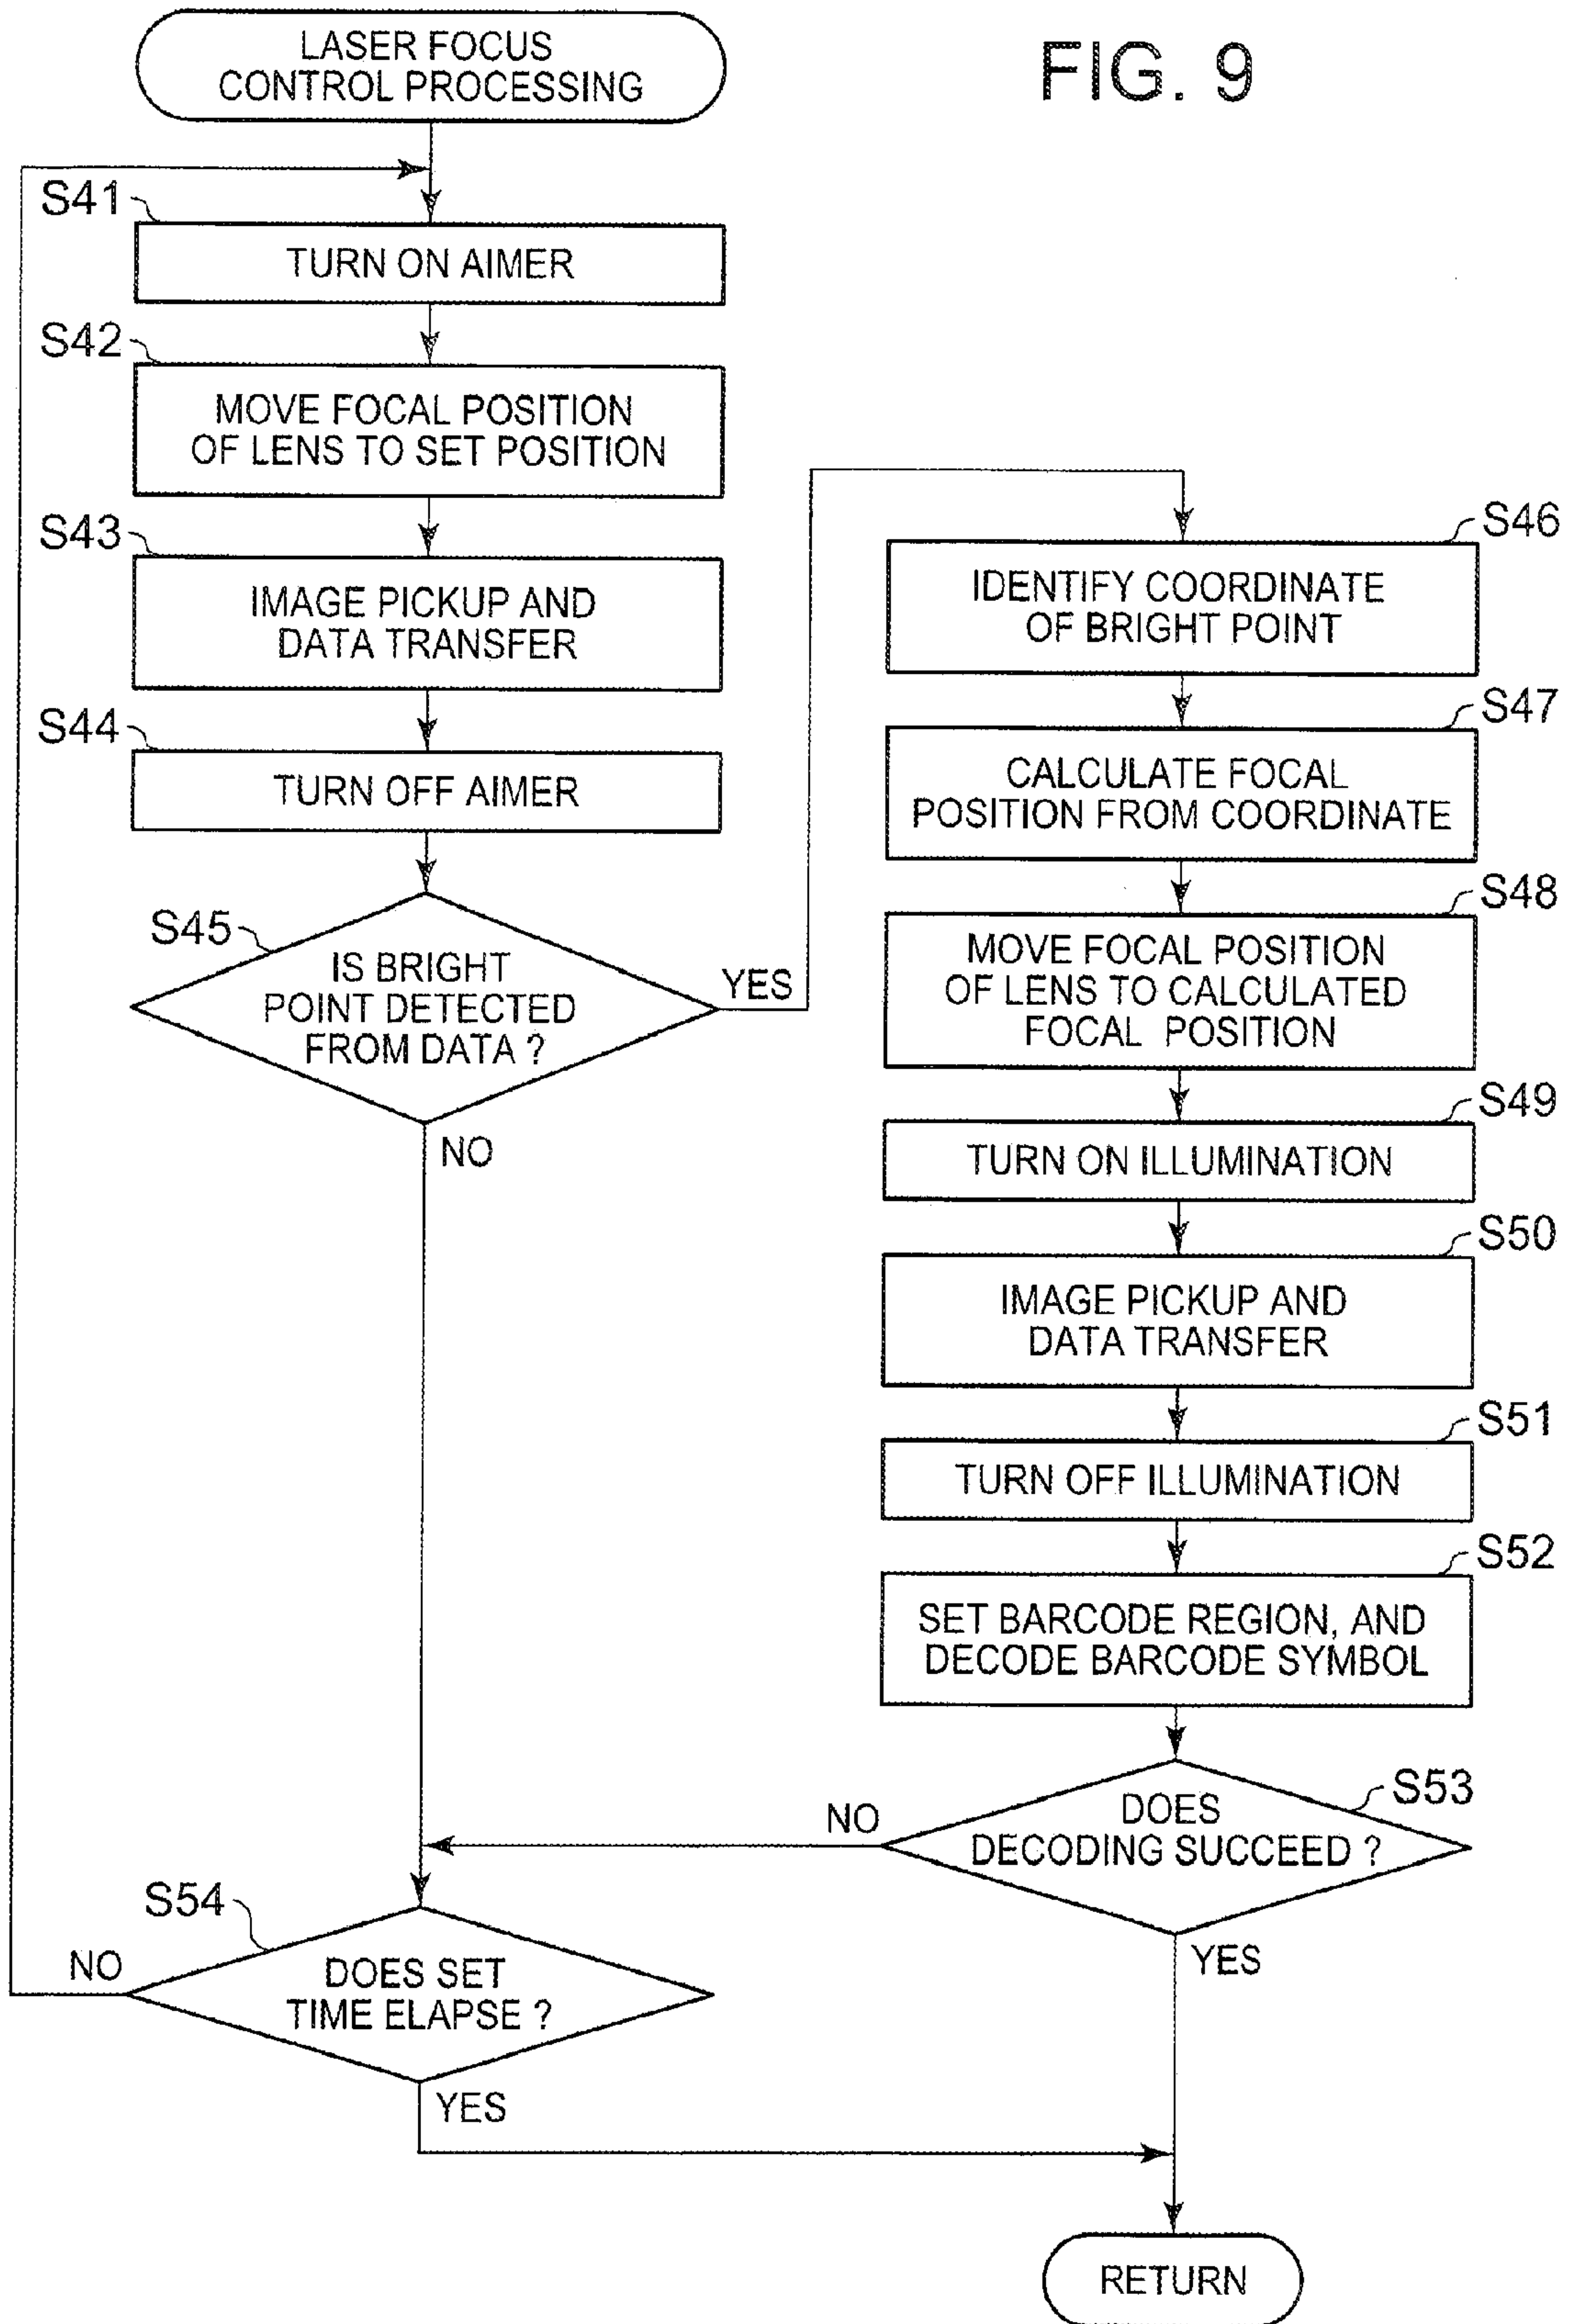 LASER FOCUS
CONTROL PROCESSING
FIG. 9
S41
TURN ON AIMER
S42
MOVE FOCAL POSITION
OF LENS TO SET POSITION
S43
IMAGE PICKUP AND
DATA TRANSFER
S44
TURN OFF AIMER
S45
IS BRIGHT
POINT DETECTED
FROM DATA ?
YES
NO
S46
IDENTIFY COORDINATE
OF BRIGHT POINT
S47
CALCULATE FOCAL
POSITION FROM COORDINATE
S48
MOVE FOCAL POSITION
OF LENS TO CALCULATED
FOCAL POSITION
S49
TURN ON ILLUMINATION
S50
IMAGE PICKUP AND
DATA TRANSFER
S51
TURN OFF ILLUMINATION
S52
SET BARCODE REGION, AND
DECODE BARCODE SYMBOL
S53
DOES
DECODING SUCCEED ?
NO
YES
S54
DOES SET
TIME ELAPSE ?
NO
YES
RETURN